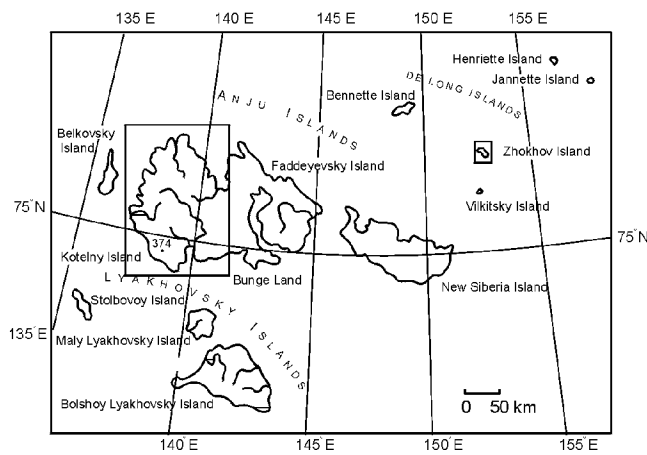 135°E
140°E
145°E
150°E
155°E
Henriette Island
Jannette Island
DE LONG ISLANDS
Bennette Island
ANJU ISLANDS
Belkovsky
Island
Zhokhov Island
Faddeyevsky Island
Vilkitsky Island
75°N
75°N
374
Kotelny Island
Bunge Land
New Siberia Island
LYAKHOVSKY ISLANDS
Stolbovoy Island
135°E
Maly Lyakhovsky Island
Bolshoy Lyakhovsky Island
0 50 km
140°E
145°E
150°E
155°E